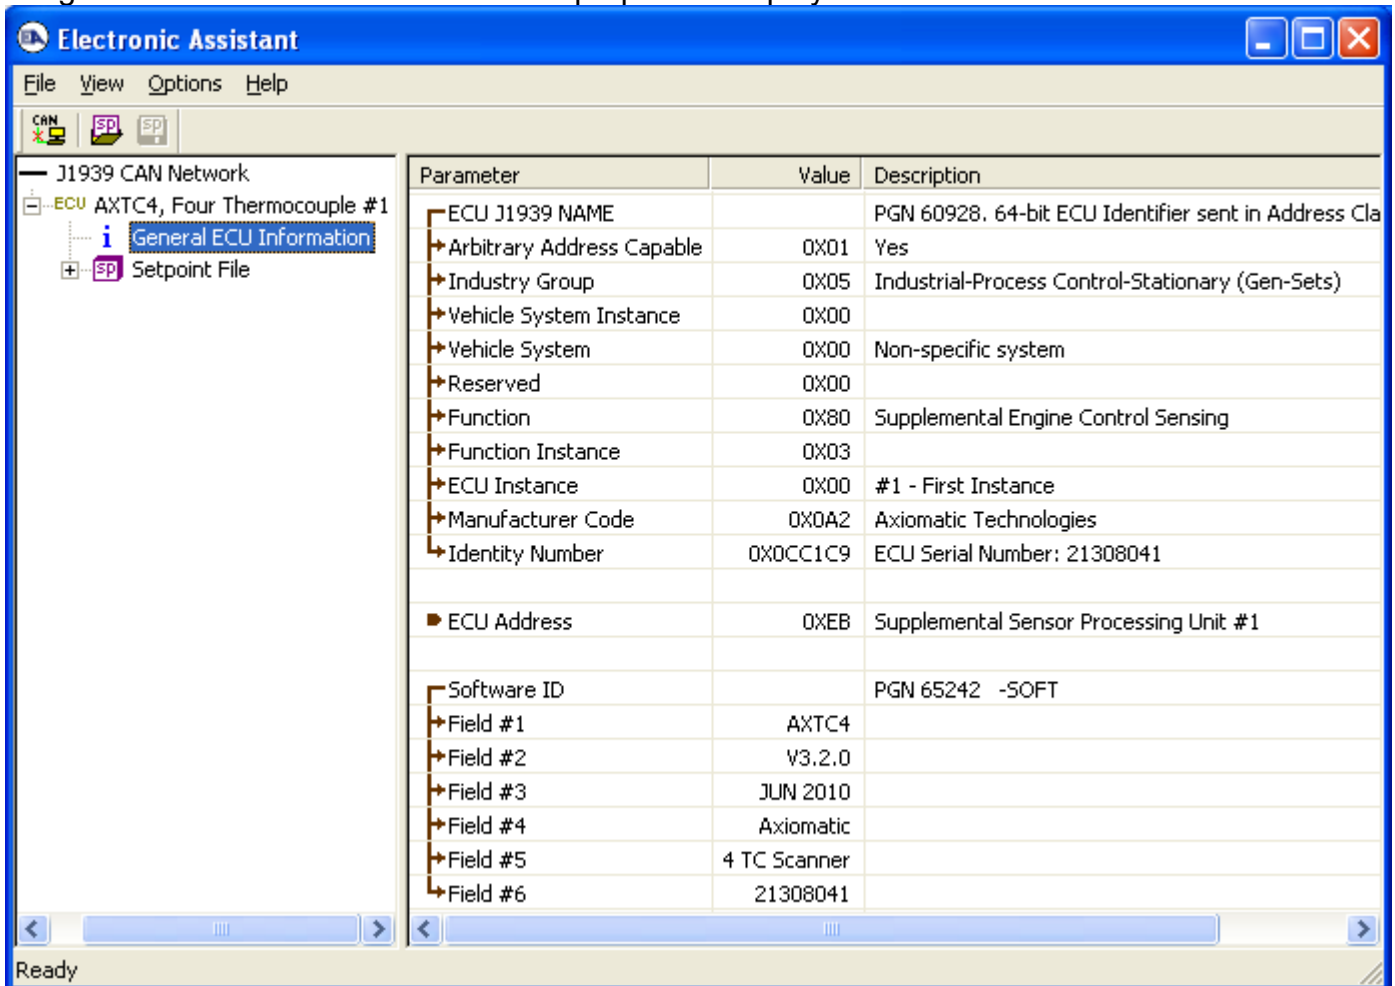 Electronic Assistant
File View Options Help
CAN SP SP
J1939 CAN Network
ECU AXTC4, Four Thermocouple #1
i General ECU Information
SP Setpoint File
Parameter Value Description
ECU J1939 NAME PGN 60928. 64-bit ECU Identifier sent in Address Cla
Arbitrary Address Capable 0X01 Yes
Industry Group 0X05 Industrial-Process Control-Stationary (Gen-Sets)
Vehicle System Instance 0X00
Vehicle System 0X00 Non-specific system
Reserved 0X00
Function 0X80 Supplemental Engine Control Sensing
Function Instance 0X03
ECU Instance 0X00 #1 - First Instance
Manufacturer Code 0X0A2 Axiomatic Technologies
Identity Number 0X0CC1C9 ECU Serial Number: 21308041
ECU Address 0XEB Supplemental Sensor Processing Unit #1
Software ID PGN 65242 -SOFT
Field #1 AXTC4
Field #2 V3.2.0
Field #3 JUN 2010
Field #4 Axiomatic
Field #5 4 TC Scanner
Field #6 21308041
Ready